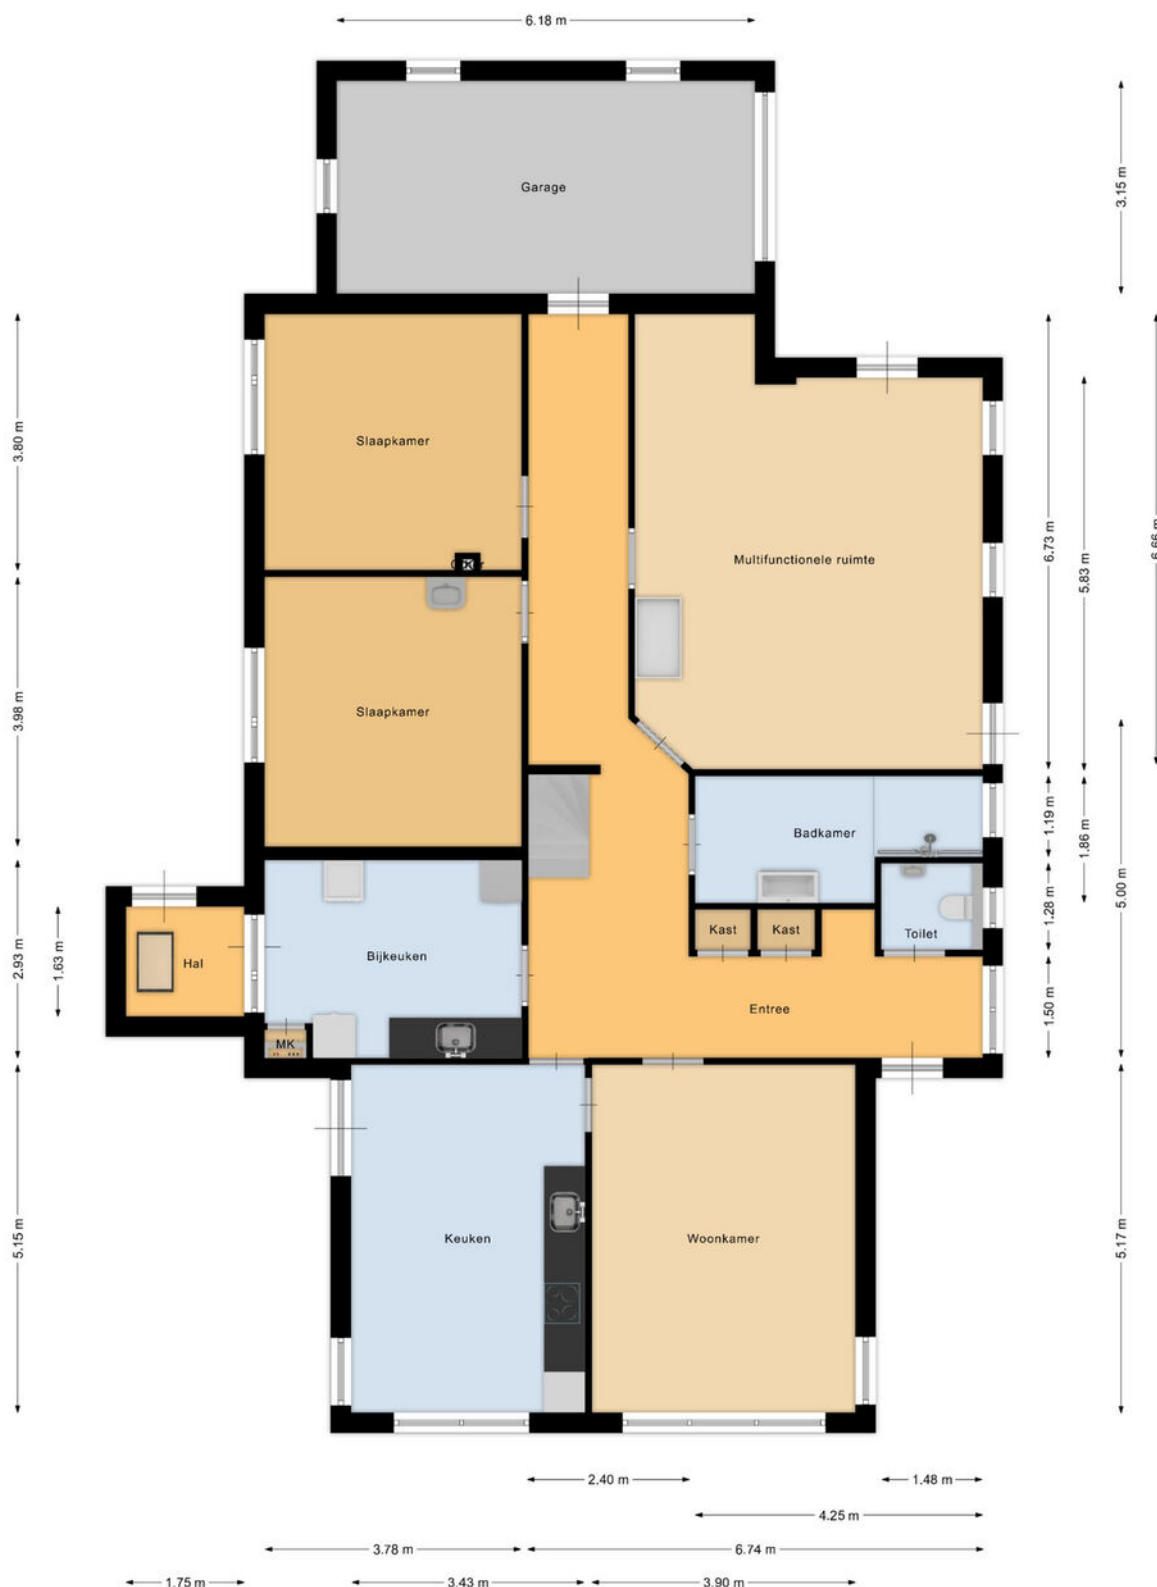 6.18 m
3.15 m
Garage
3.80 m
Slaapkamer
6.73 m
5.83 m
6.66 m
Multifunctionele ruimte
3.98 m
Slaapkamer
1.19 m
1.86 m
Badkamer
1.28 m
5.00 m
Kast
Kast
Toilet
2.93 m
1.63 m
Hal
Bijkeuken
Entree
1.50 m
MK
5.15 m
Keuken
Woonkamer
5.17 m
2.40 m
1.48 m
4.25 m
3.78 m
6.74 m
1.75 m
3.43 m
3.90 m